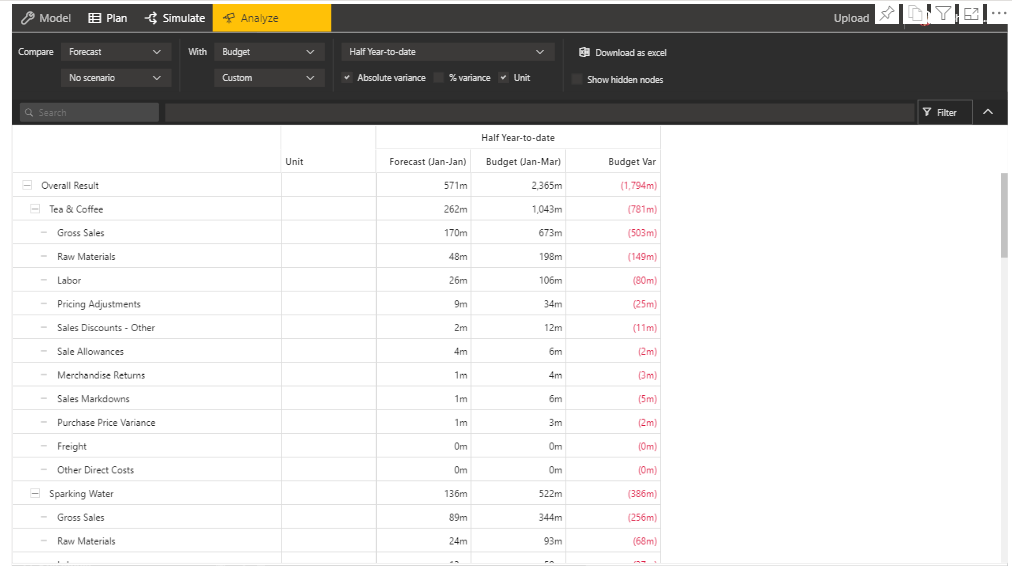 Model Plan Simulate Analyze Upload
Compare Forecast With Budget Half Year-to-date Download as excel
No scenario Custom Absolute variance % variance Unit Show hidden nodes
Search Filter
Half Year-to-date
Unit Forecast (Jan-Jan) Budget (Jan-Mar) Budget Var
Overall Result 571m 2,365m (1,794m)
Tea & Coffee 262m 1,043m (781m)
Gross Sales 170m 673m (503m)
Raw Materials 48m 198m (149m)
Labor 26m 106m (80m)
Pricing Adjustments 9m 34m (25m)
Sales Discounts - Other 2m 12m (11m)
Sale Allowances 4m 6m (2m)
Merchandise Returns 1m 4m (3m)
Sales Markdowns 1m 6m (5m)
Purchase Price Variance 1m 3m (2m)
Freight 0m 0m (0m)
Other Direct Costs 0m 0m (0m)
Sparking Water 136m 522m (386m)
Gross Sales 89m 344m (256m)
Raw Materials 24m 93m (68m)